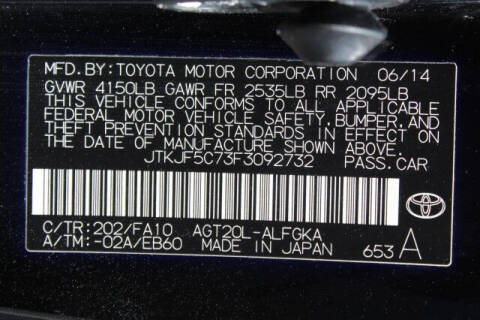 MFD.BY:TOYOTA MOTOR CORPORATION 06/14
GVWR 4150LB GAWR FR 2535LB RR 2095LB
THIS VEHICLE CONFORMS TO ALL APPLICABLE
FEDERAL MOTOR VEHICLE SAFETY,BUMPER,AND
THEFT PREVENTION STANDARDS IN EFFECT ON
THE DATE OF MANUFACTURE SHOWN ABOVE.
JTKJF5C73F3092732 PASS.CAR
TOYOTA
C/TR:202/FA10 AGT20L-ALFGKA
A/TM:-02A/EB60 MADE IN JAPAN 653 A